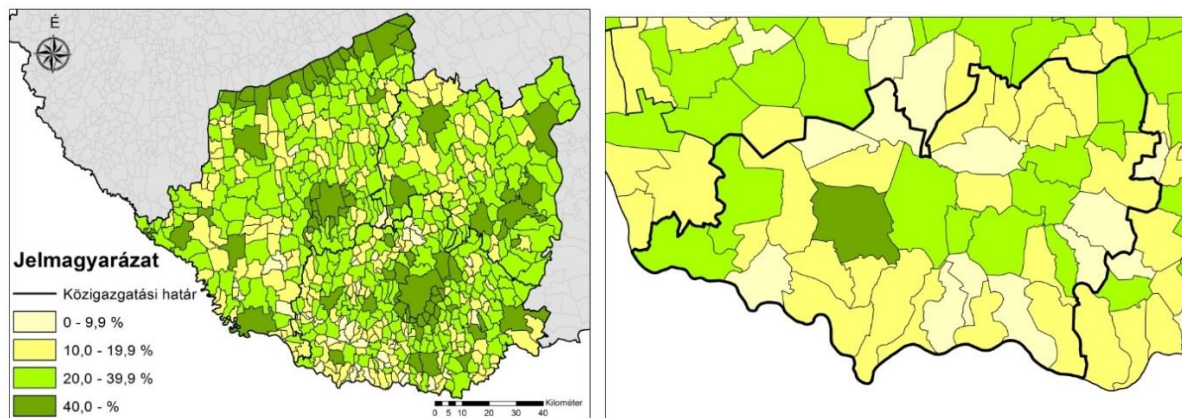 É
Jelmagyarázat
Közigazgatási határ
0 - 9,9 %
10,0 - 19,9 %
20,0 - 39,9 %
40,0 - %
Kilométer
0 5 10 20 30 40